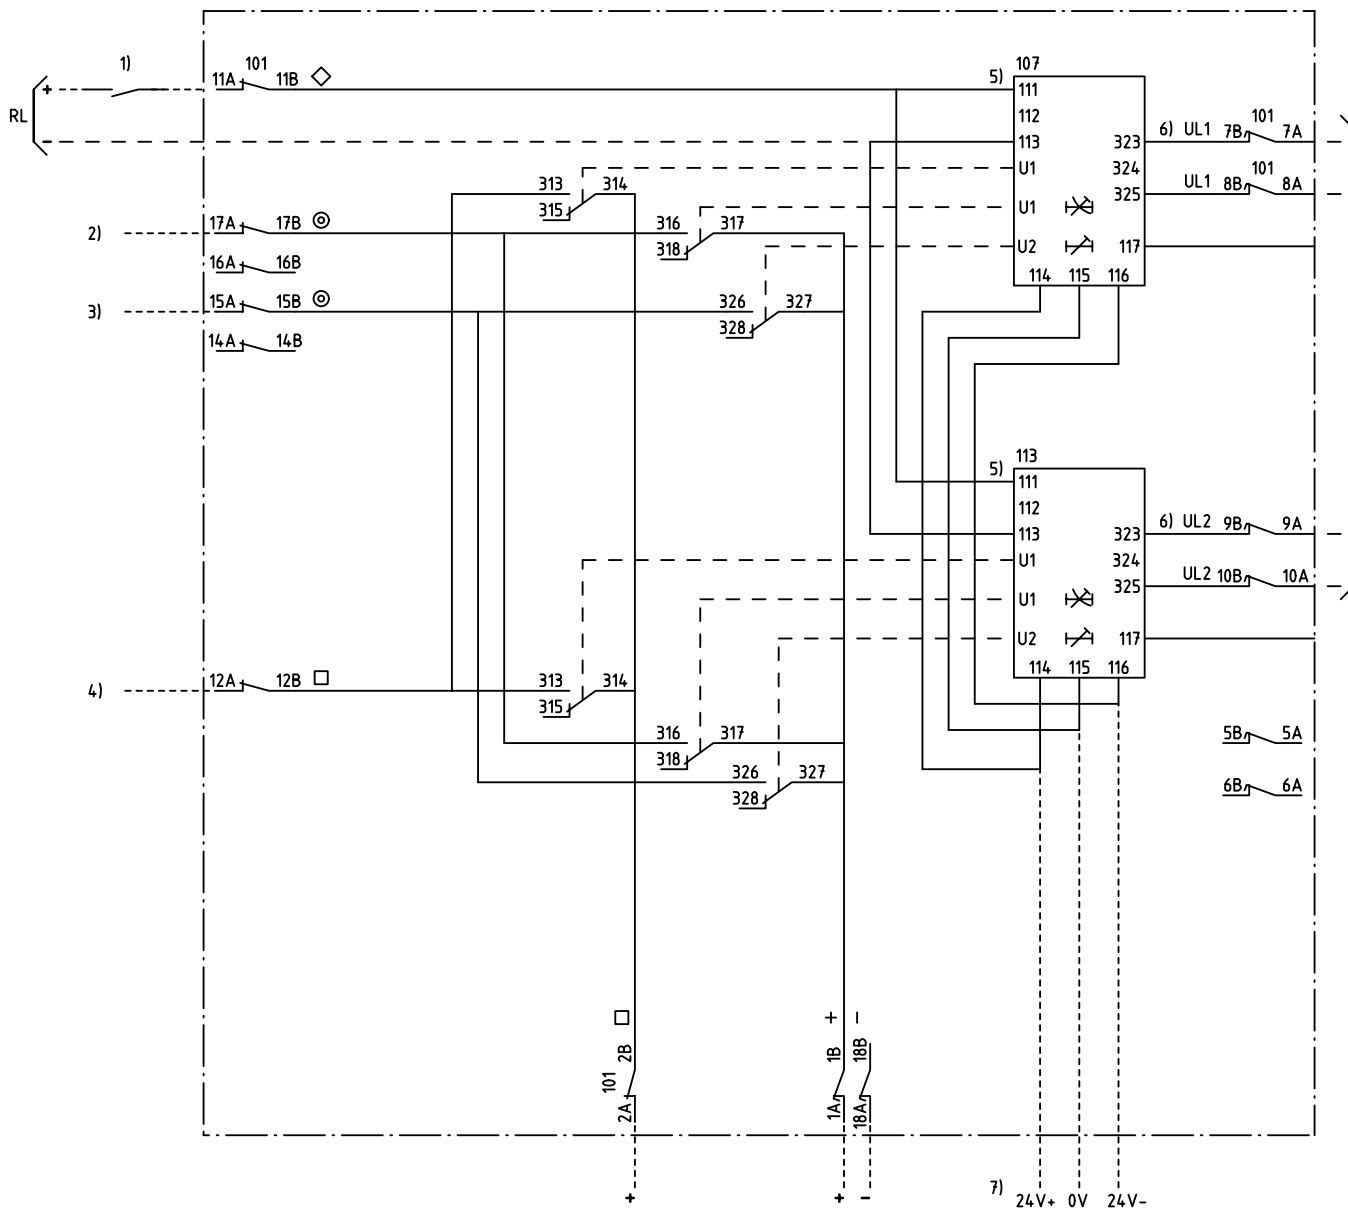 1) 11A 101 11B 5) 107
RL + 111
112 101
- 113 323 6) UL1 7B 7A
313 314 U1 324 101
315 325 UL1 8B 8A
2) 17A 17B 316 317 U1
16A 16B 318 U2 117
3) 15A 15B 326 327 114 115 116
14A 14B 328
5) 113
111
112
113 323 6) UL2 9B 9A
U1 324
325 UL2 10B 10A
U1
U2 117
4) 12A 12B 313 314 114 115 116
315
316 317 5B 5A
318 326 327
328 6B 6A
+ -
2B 1B 18B
101
2A 1A 18A
+ + - 7) 24V+ 0V 24V-